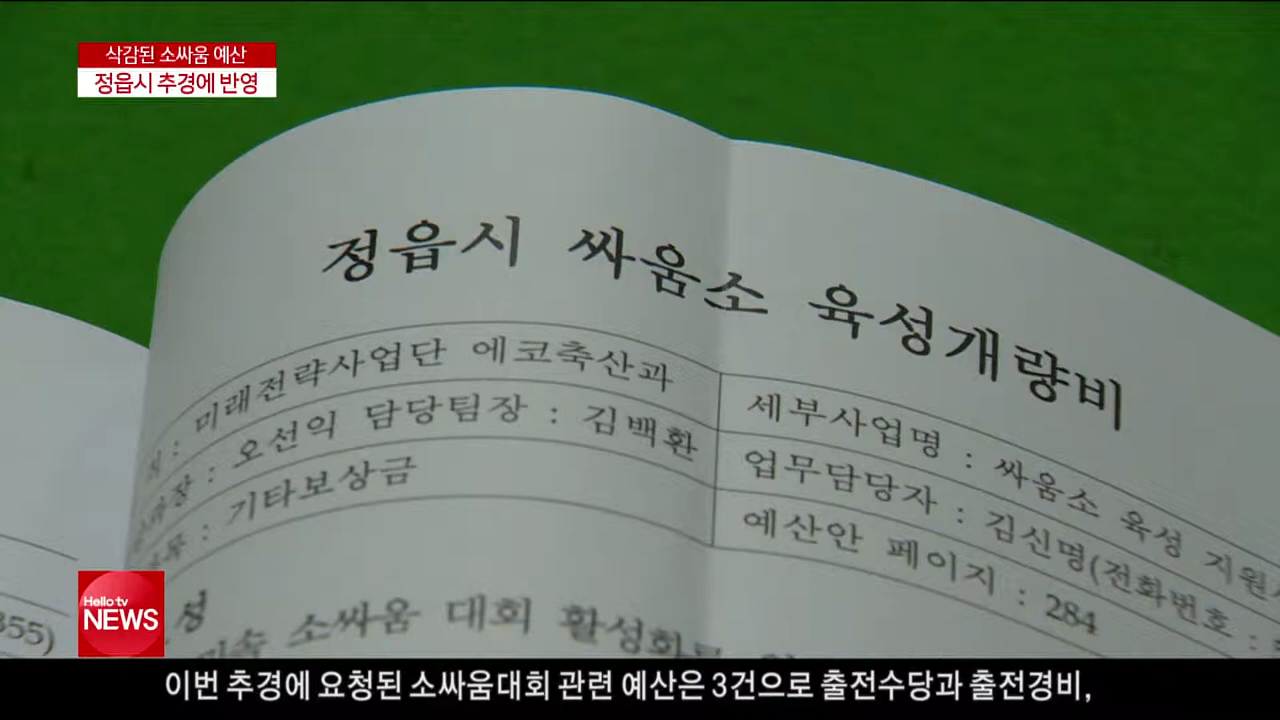 삭감된 소싸움 예산
정읍시 추경에 반영
정읍시 싸움소 육성개량비
: 미래전략사업단 에코축산과
세부사업명 : 싸움소 육성 지원
장 : 오선의 담당팀장 : 김백환
업무담당자 : 김신명(전화번호 :
: 기타보상금
예산안 페이지 : 284
성
소싸움 대회 활성화
355)
Hello tv
NEWS
이번 추경에 요청된 소싸움대회 관련 예산은 3건으로 출전수당과 출전경비,